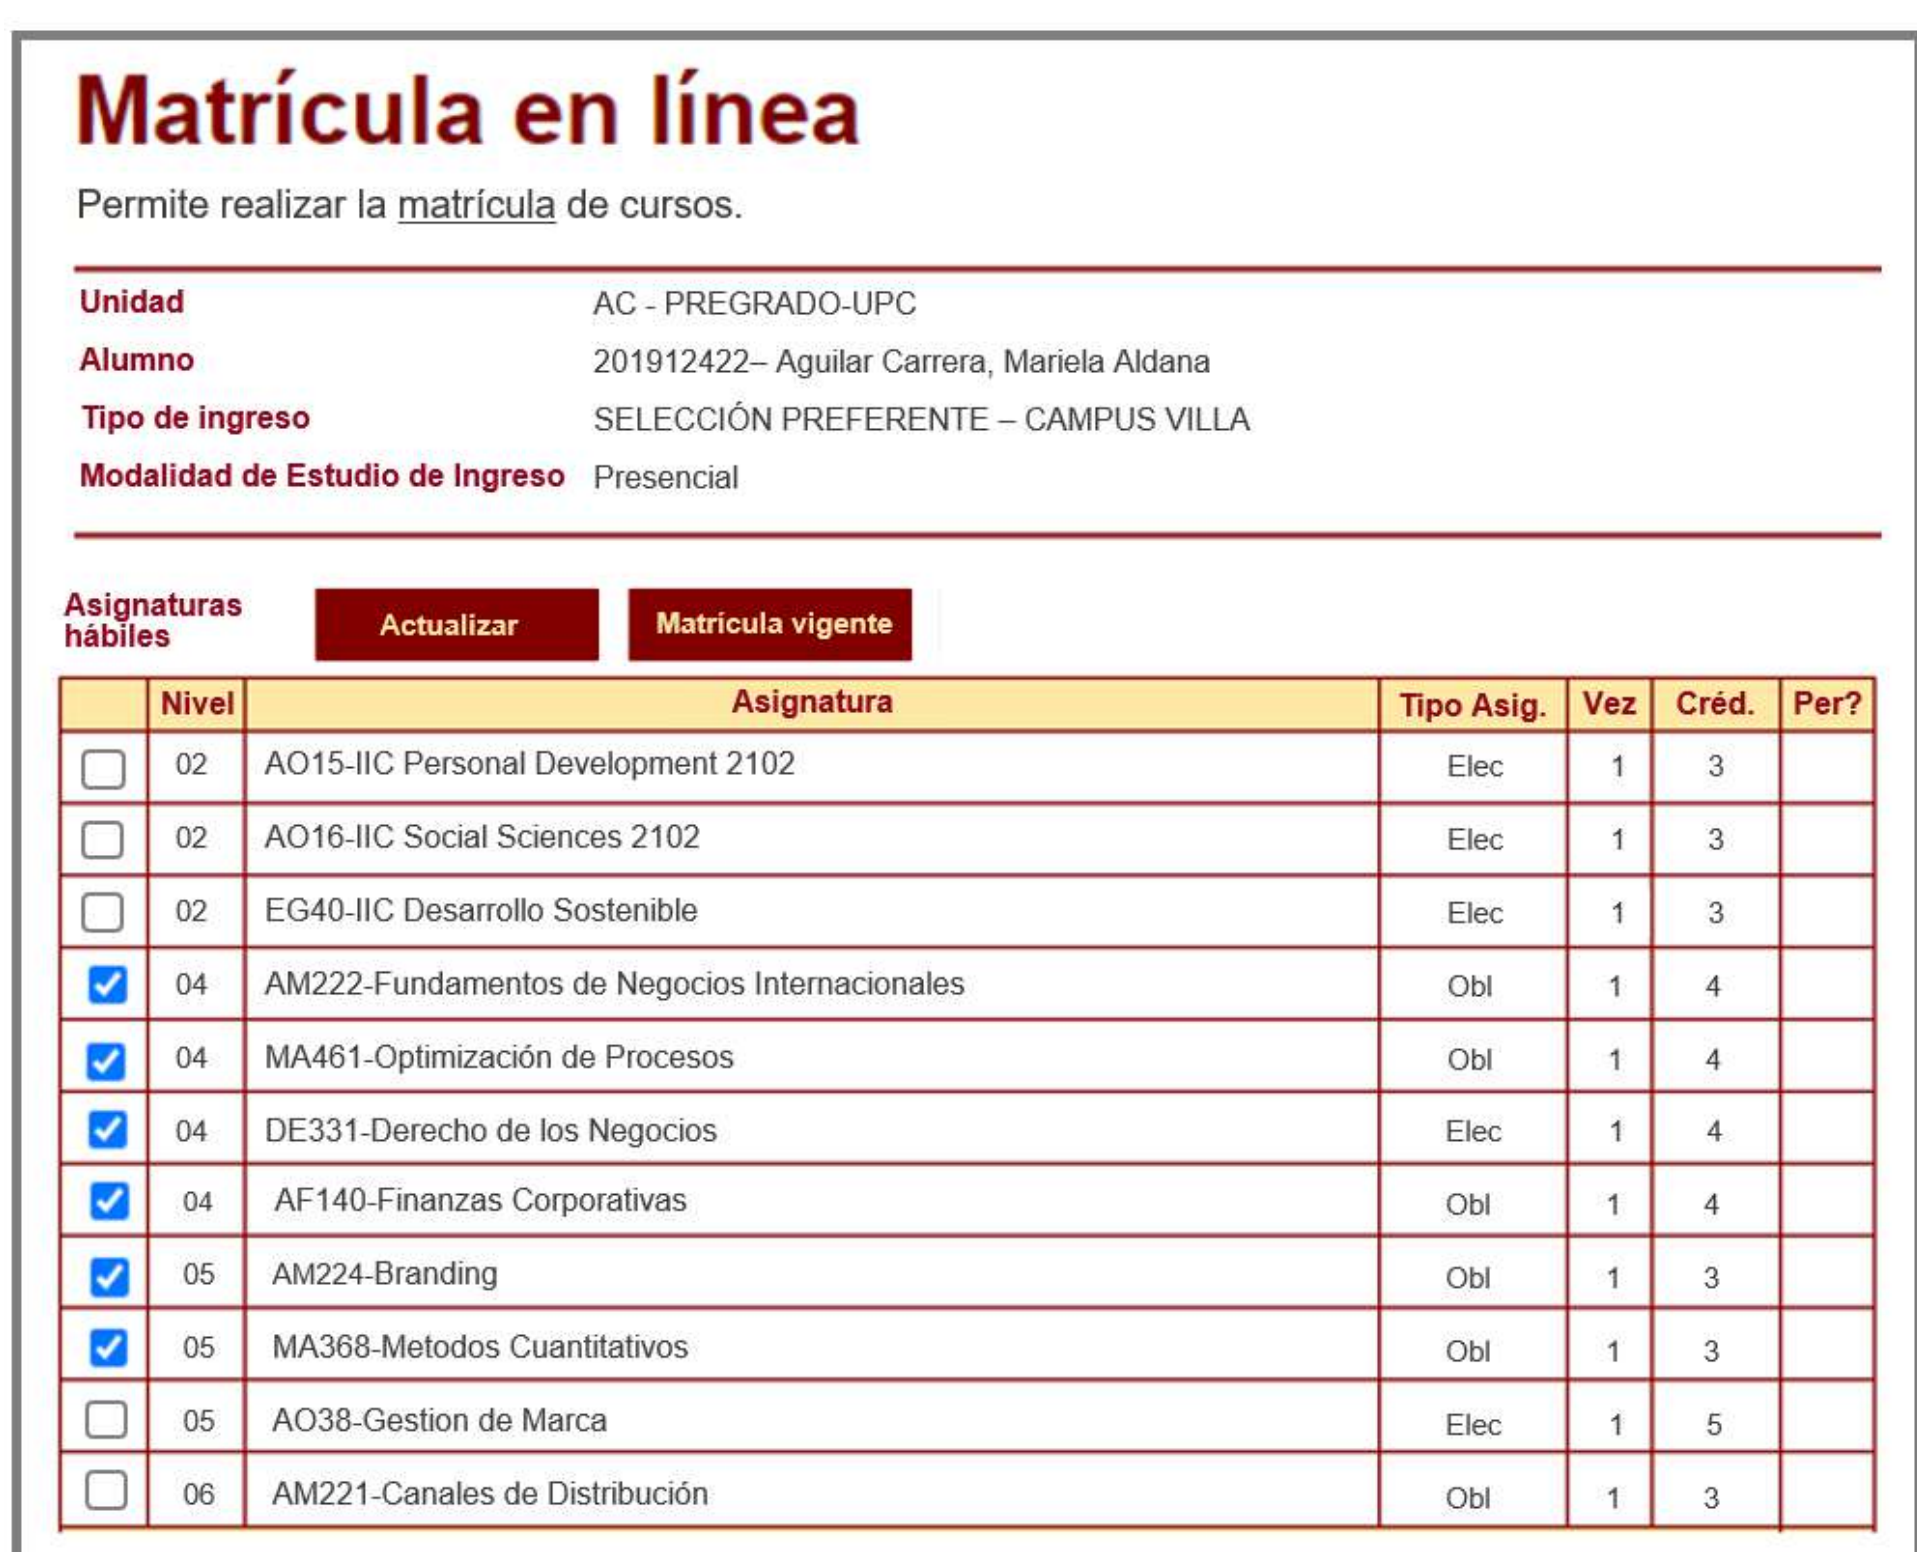 Matrícula en línea
Permite realizar la matrícula de cursos.
Unidad AC - PREGRADO-UPC
Alumno 201912422– Aguilar Carrera, Mariela Aldana
Tipo de ingreso SELECCIÓN PREFERENTE – CAMPUS VILLA
Modalidad de Estudio de Ingreso Presencial
Asignaturas
hábiles
Actualizar Matrícula vigente
Nivel Asignatura Tipo Asig. Vez Créd. Per?
02 AO15-IIC Personal Development 2102 Elec 1 3
02 AO16-IIC Social Sciences 2102 Elec 1 3
02 EG40-IIC Desarrollo Sostenible Elec 1 3
04 AM222-Fundamentos de Negocios Internacionales Obl 1 4
04 MA461-Optimización de Procesos Obl 1 4
04 DE331-Derecho de los Negocios Elec 1 4
04 AF140-Finanzas Corporativas Obl 1 4
05 AM224-Branding Obl 1 3
05 MA368-Metodos Cuantitativos Obl 1 3
05 AO38-Gestion de Marca Elec 1 5
06 AM221-Canales de Distribución Obl 1 3